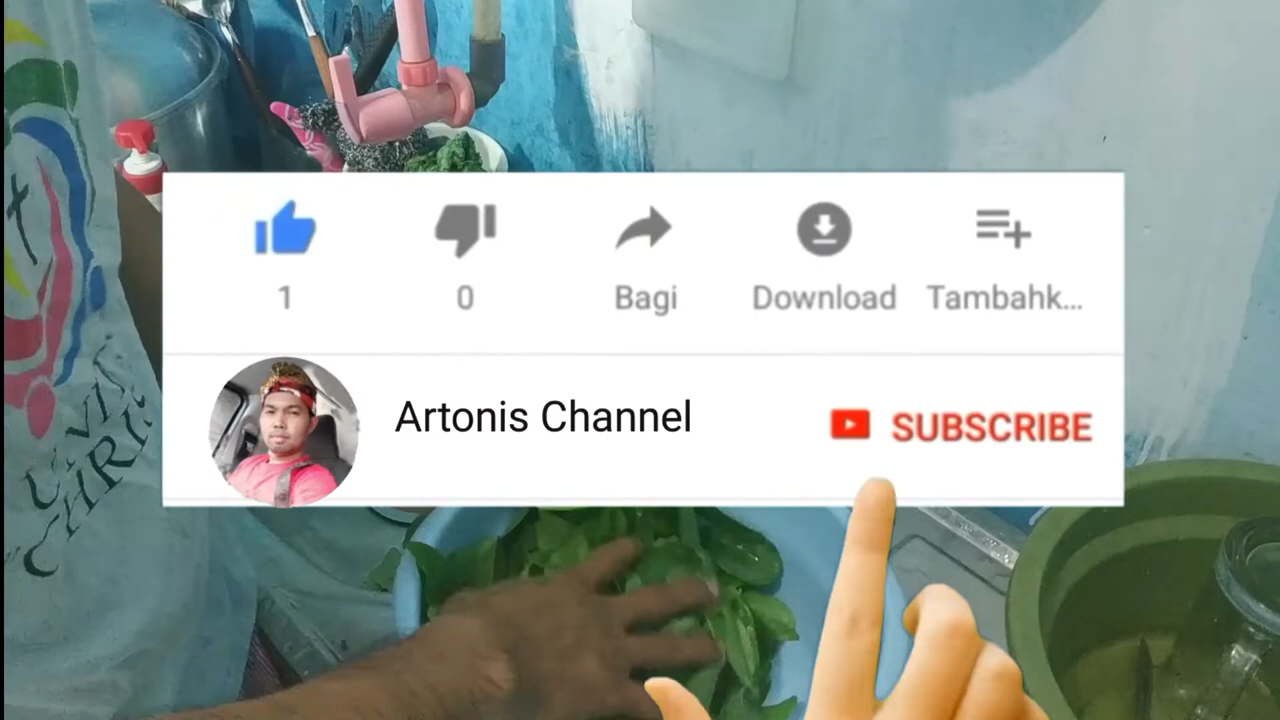 1
0
Bagi
Download
Tambahk...
Artonis Channel
SUBSCRIBE